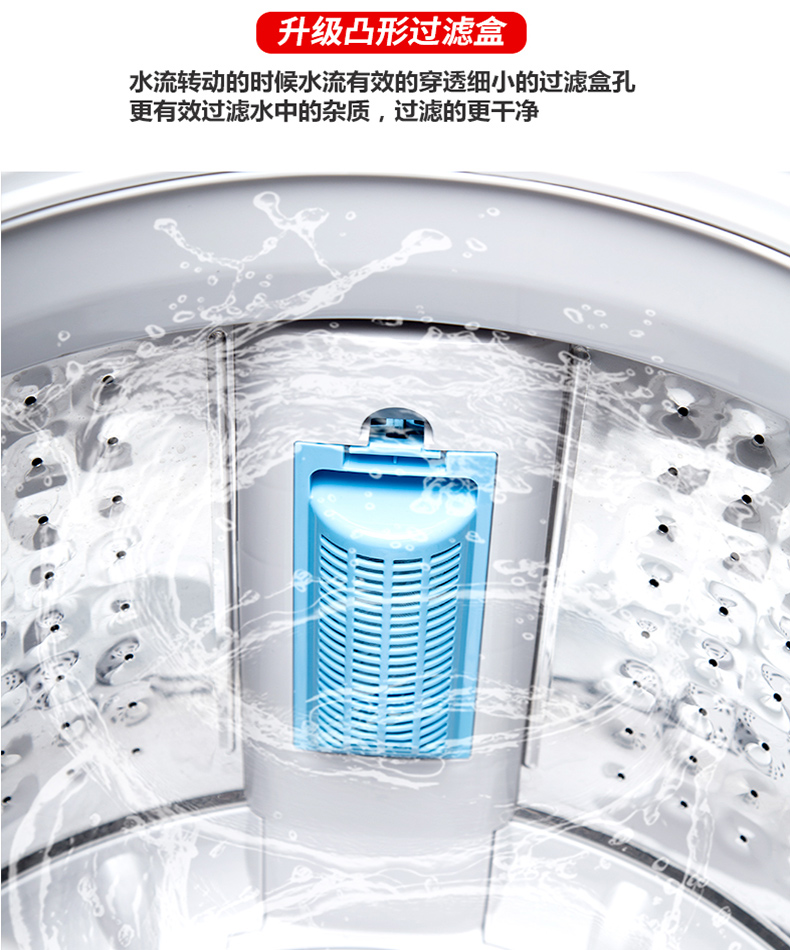 升级凸形过滤盒
水流转动的时候水流有效的穿透细小的过滤盒孔
更有效过滤水中的杂质，过滤的更干净